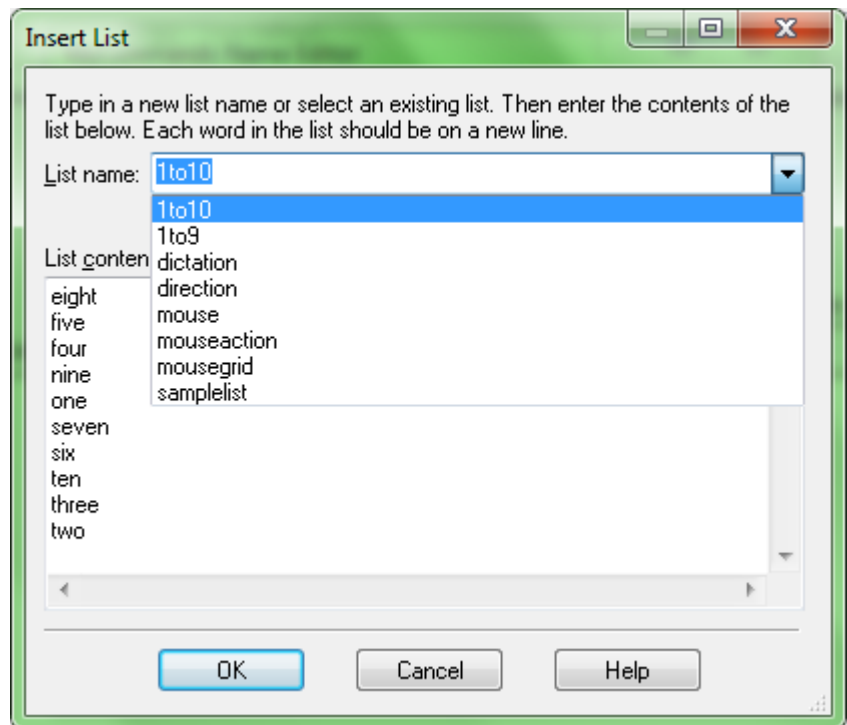 Insert List
Type in a new list name or select an existing list. Then enter the contents of the
list below. Each word in the list should be on a new line.
List name: 1to10
1to10
1to9
dictation
direction
mouse
mouseaction
mousegrid
samplelist
List conten
eight
five
four
nine
one
seven
six
ten
three
two
OK Cancel Help